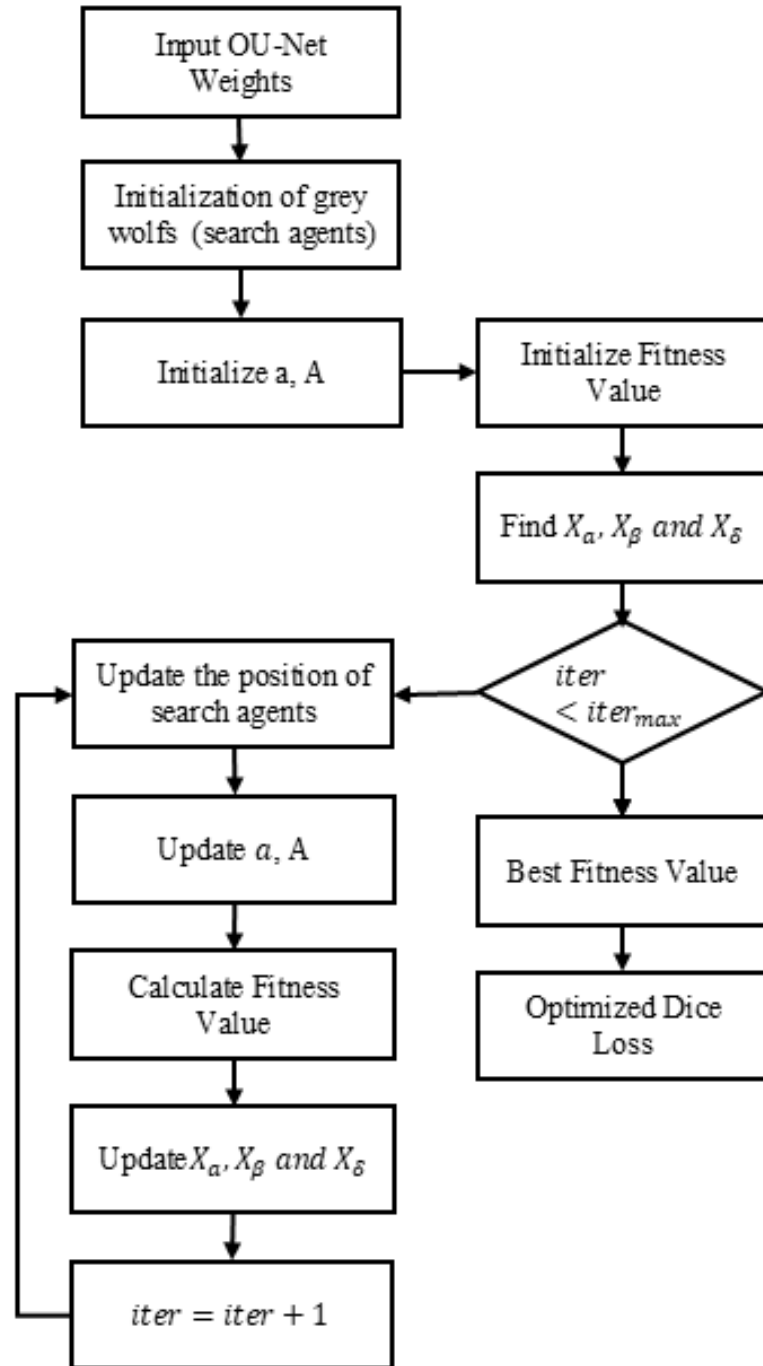 Input OU-Net
Weights
Initialization of grey
wolfs (search agents)
Initialize a, A
Initialize Fitness
Value
Find X_α, X_β and X_δ
iter
< iter_max
Update the position of
search agents
Update a, A
Calculate Fitness
Value
UpdateX_α, X_β and X_δ
iter = iter + 1
Best Fitness Value
Optimized Dice
Loss